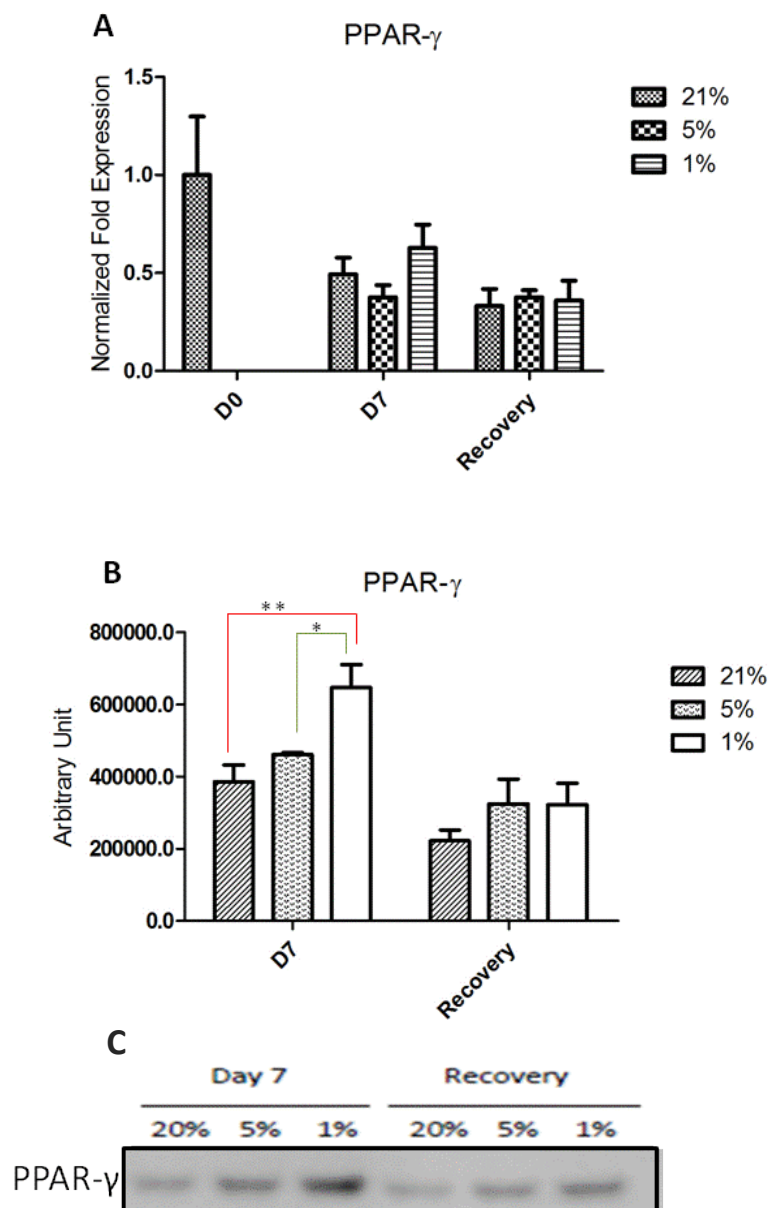 A
PPAR-γ
Normalized Fold Expression
1.5
1.0
0.5
0.0
D0
D7
Recovery
21%
5%
1%
B
PPAR-γ
**
*
Arbitrary Unit
800000.0
600000.0
400000.0
200000.0
0.0
D7
Recovery
21%
5%
1%
C
Day 7 Recovery
20% 5% 1% 20% 5% 1%
PPAR-γ